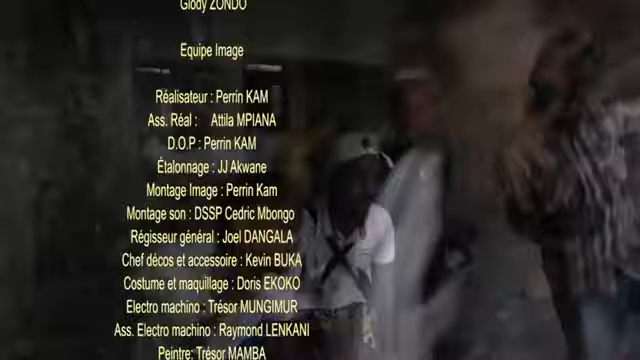 Glody ZONDO
Equipe Image
Réalisateur : Perrin KAM
Ass. Réal : Attila MPIANA
D.O.P : Perrin KAM
Étalonnage : JJ Akwane
Montage Image : Perrin Kam
Montage son : DSSP Cedric Mbongo
Régisseur général : Joel DANGALA
Chef décos et accessoire : Kevin BUKA
Costume et maquillage : Doris EKOKO
Electro machino : Trésor MUNGIMUR
Ass. Electro machino : Raymond LENKANI
Peintre: Trésor MAMBA